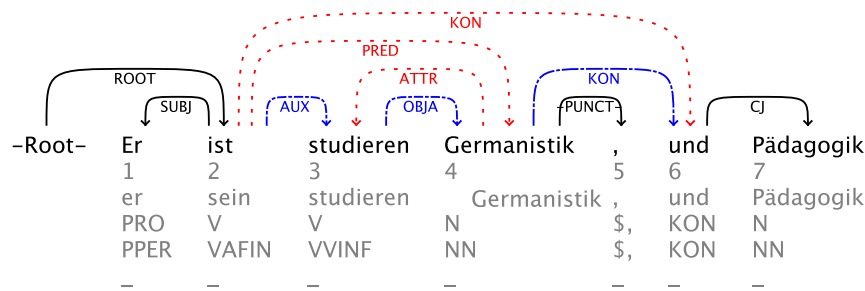 KON
PRED
ROOT ATTR
SUBJ AUX OBJA KON -PUNCT- CJ
-Root- Er ist studieren Germanistik , und Pädagogik
1 2 3 4 5 6 7
er sein studieren Germanistik , und Pädagogik
PRO V V N $, KON N
PPER VAFIN VVINF NN $, KON NN
_ _ _ _ _ _ _